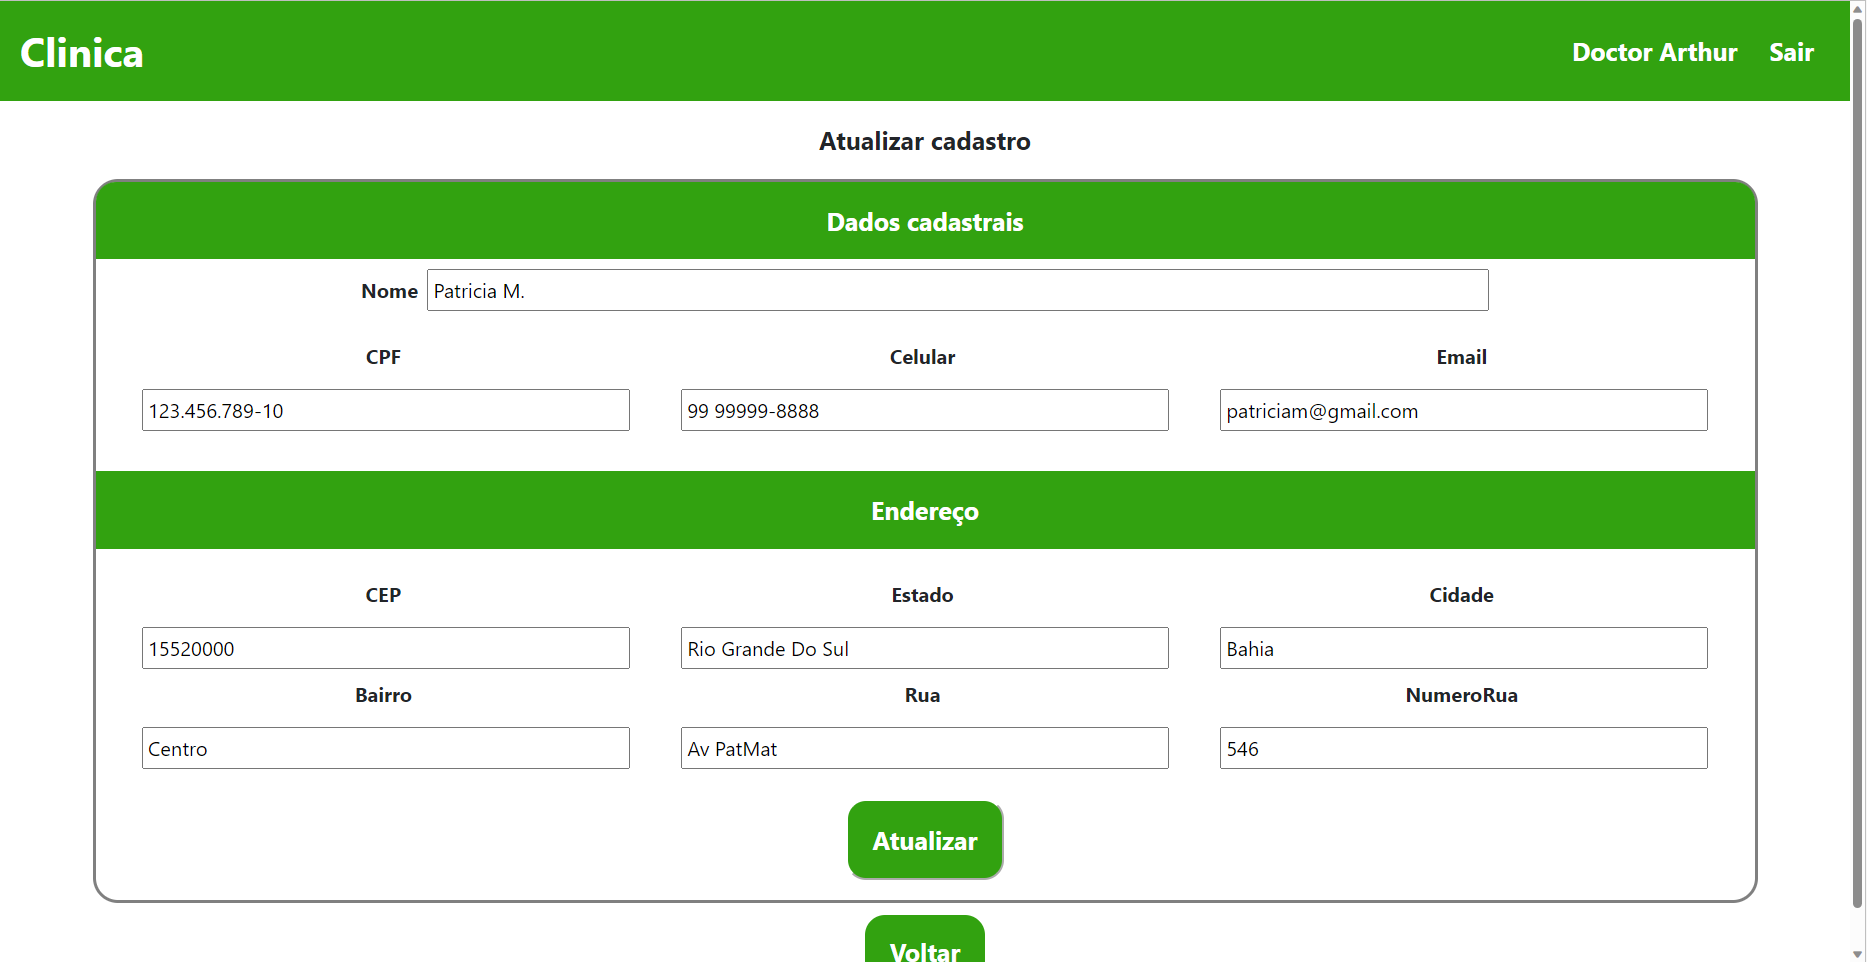 Clinica
Doctor Arthur Sair
Atualizar cadastro
Dados cadastrais
Nome Patricia M.
CPF Celular Email
123.456.789-10 99 99999-8888 patriciam@gmail.com
Endereço
CEP Estado Cidade
15520000 Rio Grande Do Sul Bahia
Bairro Rua NumeroRua
Centro Av PatMat 546
Atualizar
Voltar